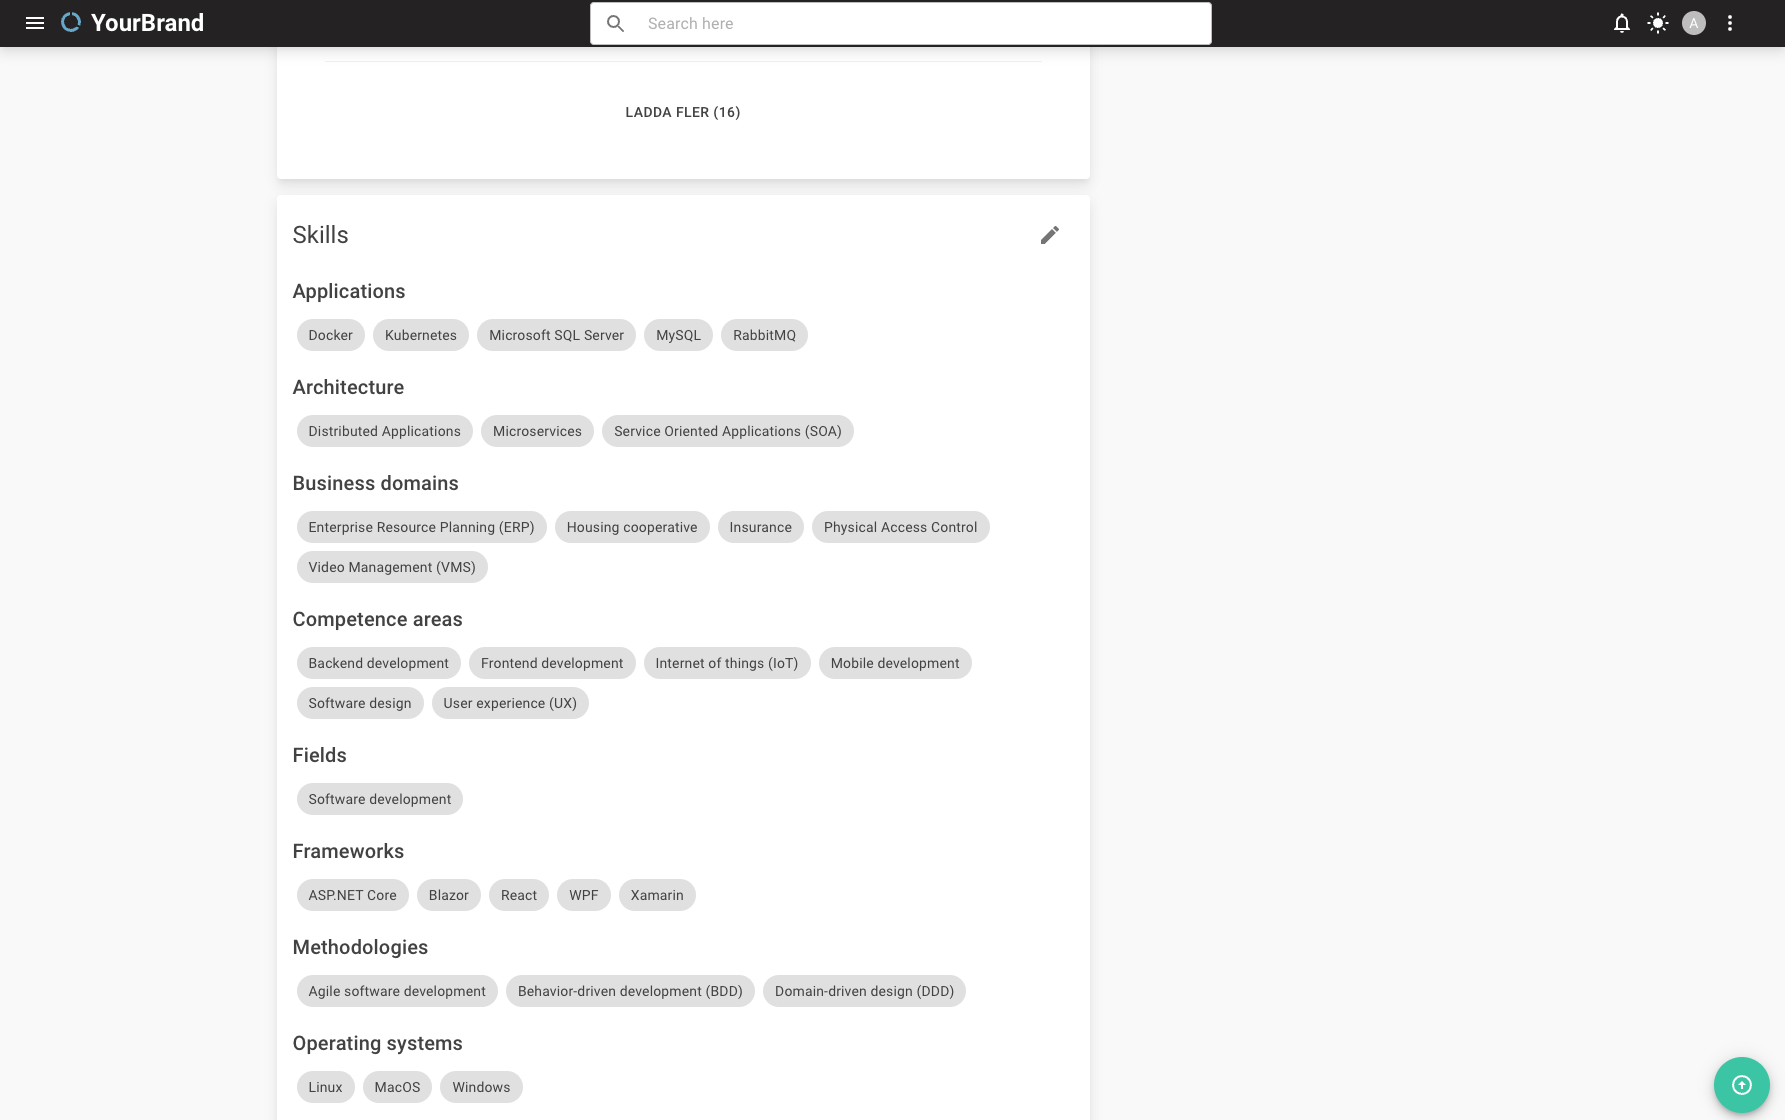 YourBrand
Search here
A
LADDA FLER (16)
Skills
Applications
Docker Kubernetes Microsoft SQL Server MySQL RabbitMQ
Architecture
Distributed Applications Microservices Service Oriented Applications (SOA)
Business domains
Enterprise Resource Planning (ERP) Housing cooperative Insurance Physical Access Control
Video Management (VMS)
Competence areas
Backend development Frontend development Internet of things (IoT) Mobile development
Software design User experience (UX)
Fields
Software development
Frameworks
ASP.NET Core Blazor React WPF Xamarin
Methodologies
Agile software development Behavior-driven development (BDD) Domain-driven design (DDD)
Operating systems
Linux MacOS Windows